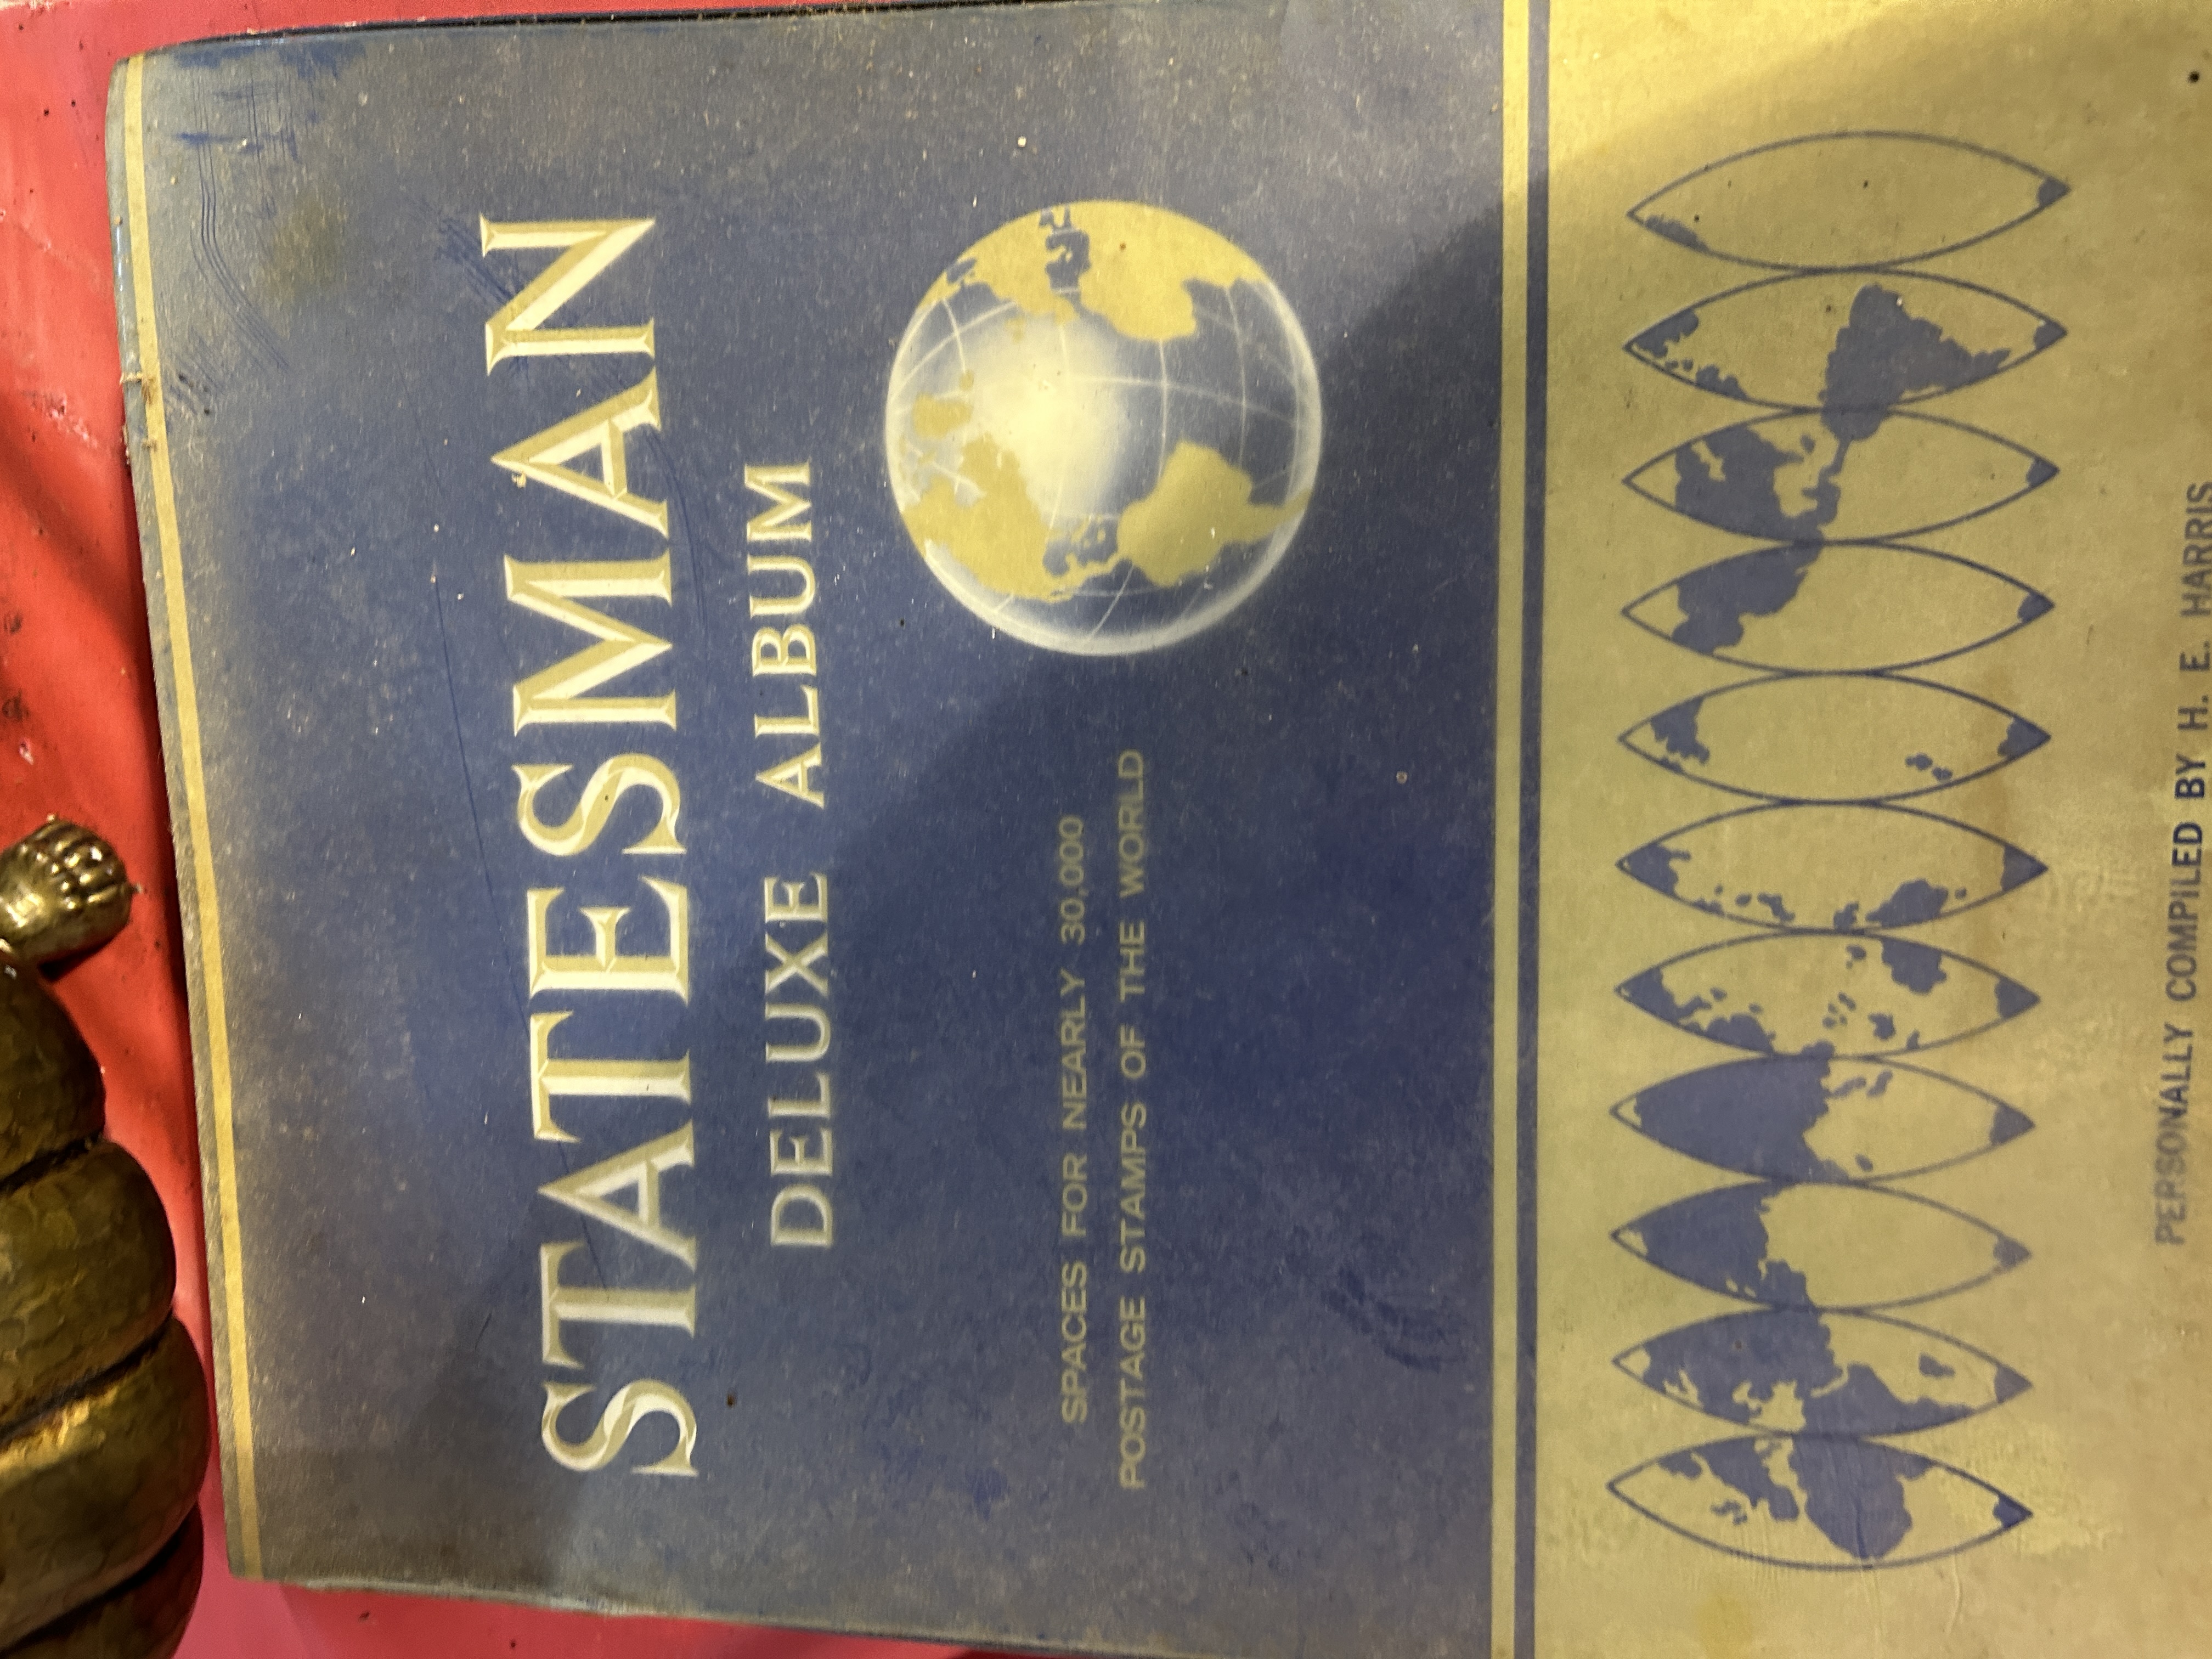 STATESMAN
DELUXE ALBUM
SPACES FOR NEARLY 30,000
POSTAGE STAMPS OF THE WORLD
PERSONALLY COMPILED BY H. E. HARRIS